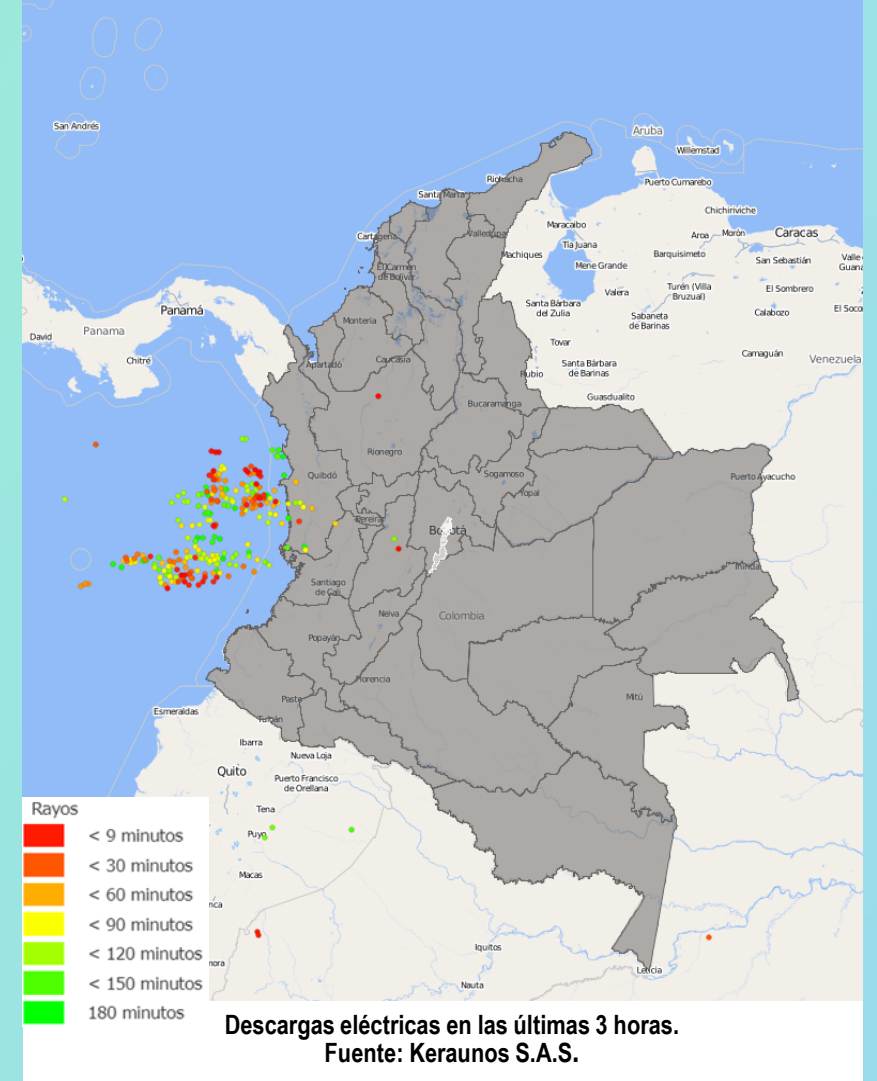 San Andrés
Aruba
Willemstad
Riohacha
Puerto Cumarebo
Santa Marta
Chichiriviche
Cartagena
Valledupar
Maracaibo
Aroa
Morón
Caracas
Tía Juana
Machiques
Barquisimeto
San Sebastián
Valle
Guana
El Carmen
de Bolívar
Mene Grande
Valera
Turén (Villa
Bruzual)
El Sombrero
Panamá
Santa Bárbara
del Zulia
Sabaneta
de Barinas
Calabozo
El Soco
David
Panama
Montería
Chitré
Tovar
Camaguán
Venezuela
Apartadó
Caucasia
Rubio
Santa Bárbara
de Barinas
Guasdualito
Bucaramanga
Rionegro
Quibdó
Sogamoso
Puerto Ayacucho
Yopal
Pereira
Bogotá
Inírida
Santiago
de Cali
Neiva
Colombia
Popayán
Florencia
Mitú
Paste
Esmeraldas
Tulcán
Ibarra
Nueva Loja
Quito
Puerto Francisco
de Orellana
Tena
Puyo
Macas
nca
mora
Iquitos
Leticia
Nauta
Rayos
< 9 minutos
< 30 minutos
< 60 minutos
< 90 minutos
< 120 minutos
< 150 minutos
180 minutos
Descargas eléctricas en las últimas 3 horas.
Fuente: Keraunos S.A.S.